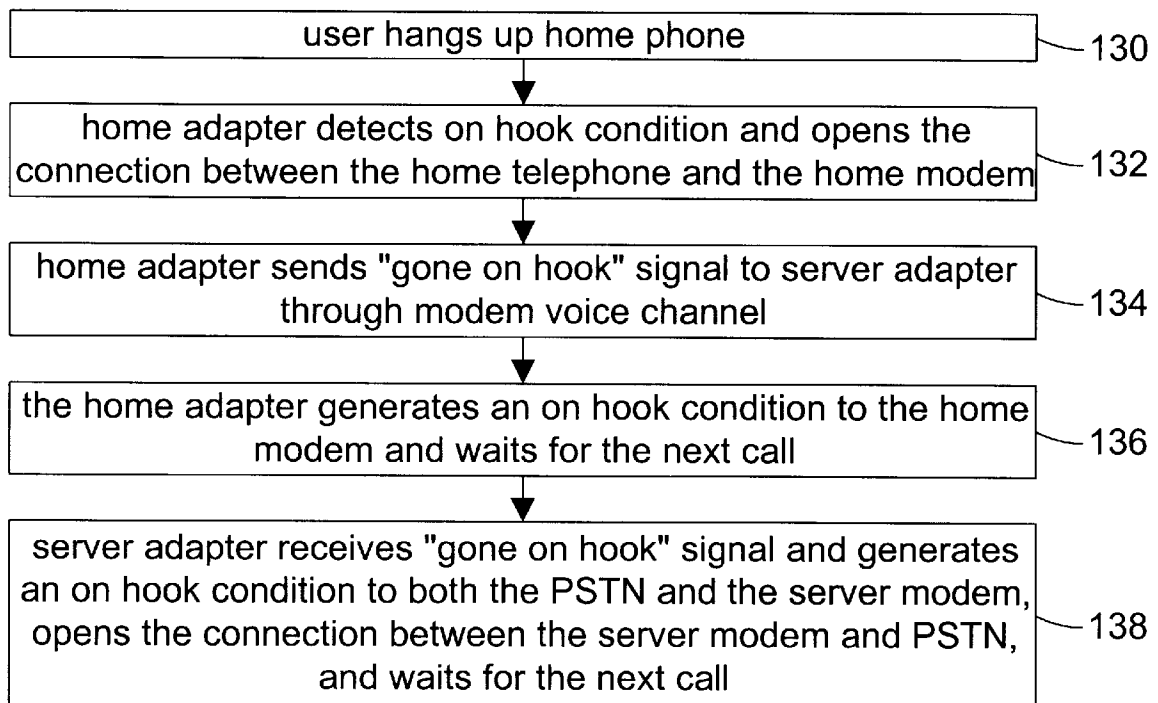 user hangs up home phone
130
home adapter detects on hook condition and opens the
connection between the home telephone and the home modem
132
home adapter sends "gone on hook" signal to server adapter
through modem voice channel
134
the home adapter generates an on hook condition to the home
modem and waits for the next call
136
server adapter receives "gone on hook" signal and generates
an on hook condition to both the PSTN and the server modem,
opens the connection between the server modem and PSTN,
and waits for the next call
138